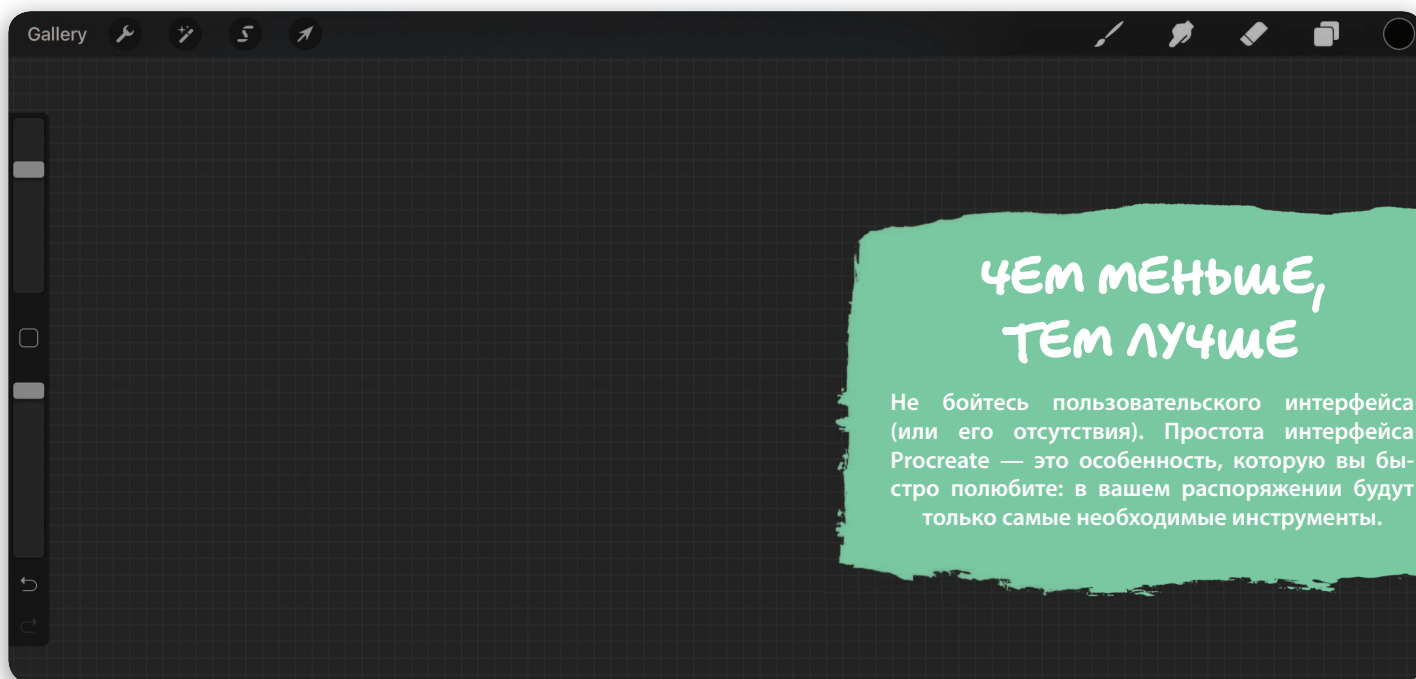 Gallery
ЧЕМ МЕНЬШЕ,
ТЕМ ЛУЧШЕ
Не бойтесь пользовательского интерфейса
(или его отсутствия). Простота интерфейса
Procreate — это особенность, которую вы бы-
стро полюбите: в вашем распоряжении будут
только самые необходимые инструменты.